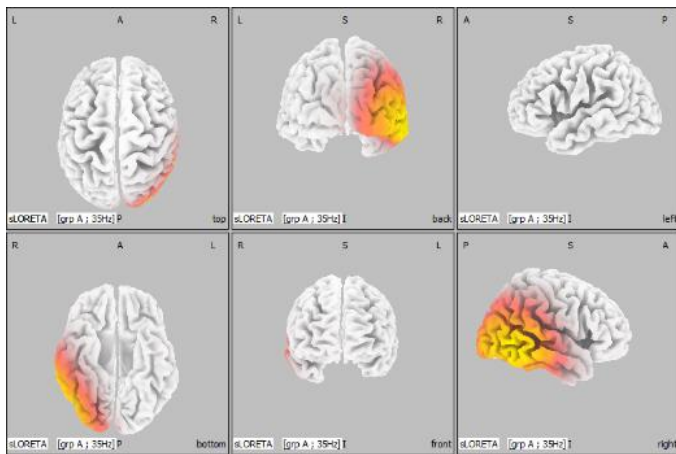 L A R
sLORETA [grp A ; 35Hz] P top
L S R
sLORETA [grp A ; 35Hz] I back
A S P
sLORETA [grp A ; 35Hz] I left
R A L
sLORETA [grp A ; 35Hz] P bottom
R S L
sLORETA [grp A ; 35Hz] I front
P S A
sLORETA [grp A ; 35Hz] I right